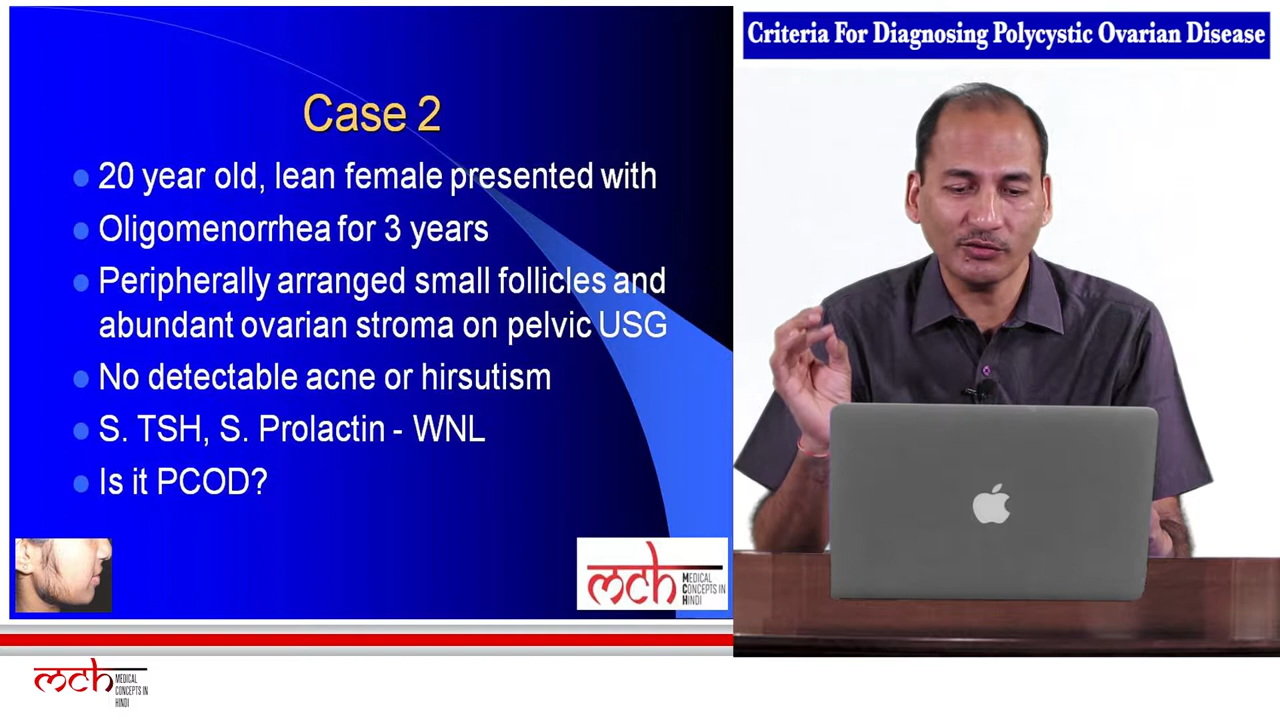 Criteria For Diagnosing Polycystic Ovarian Disease
Case 2
20 year old, lean female presented with
Oligomenorrhea for 3 years
Peripherally arranged small follicles and
abundant ovarian stroma on pelvic USG
No detectable acne or hirsutism
S. TSH, S. Prolactin - WNL
Is it PCOD?
mch MEDICAL
CONCEPTS IN
HINDI
mch MEDICAL
CONCEPTS IN
HINDI